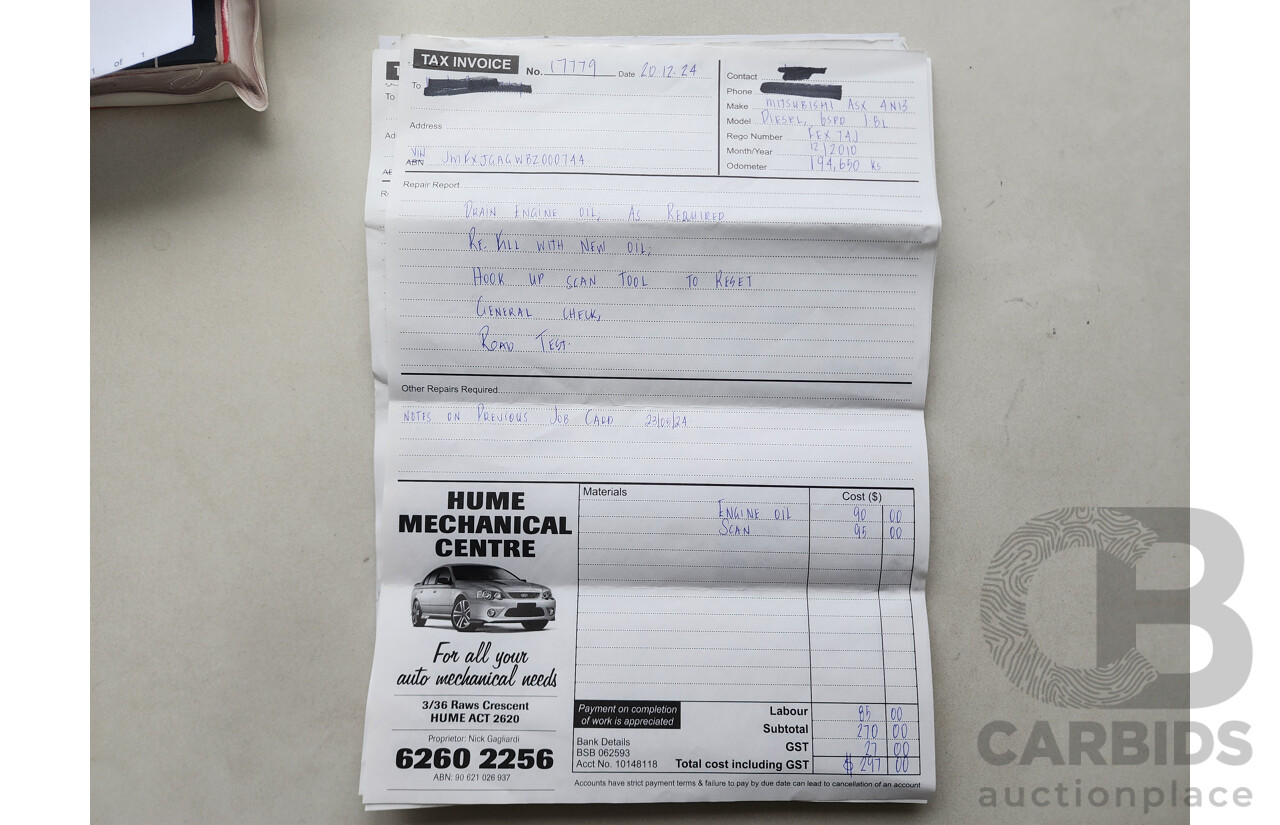 1 of 1
TAX INVOICE
No. 17779 Date 20.12.24
To
Address
VIN
ABN JMFXJGAGWBZ000744
Contact
Phone
Make MITSUBISHI ASX 4N13
Model DIESEL, 6SPD 1.8L
Rego Number
Month/Year 12/2010
Odometer 194,650 Ks
Repair Report
DRAIN ENGINE OIL, AS REQUIRED
RE-FILL WITH NEW OIL,
HOOK UP SCAN TOOL TO RESET
GENERAL CHECK,
ROAD TEST.
Other Repairs Required
NOTES ON PREVIOUS JOB CARD
HUME
MECHANICAL
CENTRE
For all your
auto mechanical needs
3/36 Raws Crescent
HUME ACT 2620
Proprietor: Nick Gagliardi
6260 2256
ABN: 90 621 026 937
Materials Cost ($)
ENGINE OIL 90 00
SCAN 95 00
Payment on completion
of work is appreciated
Bank Details
BSB 062593
Acct No. 10148118
Labour 85 00
Subtotal 270 00
GST 27 00
Total cost including GST $ 297 00
Accounts have strict payment terms & failure to pay by due date can lead to cancellation of an account
CB
CARBIDS
auctionplace